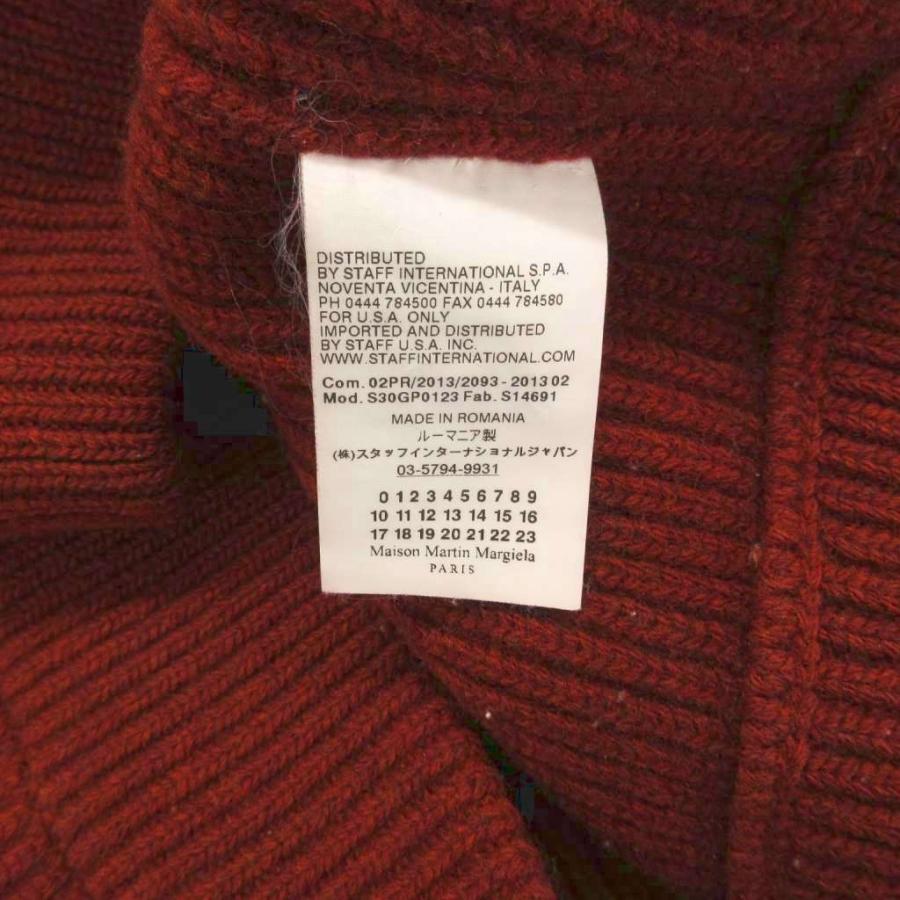 DISTRIBUTED
BY STAFF INTERNATIONAL S.P.A.
NOVENTA VICENTINA - ITALY
PH 0444 784500 FAX 0444 784580
FOR U.S.A. ONLY
IMPORTED AND DISTRIBUTED
BY STAFF U.S.A. INC.
WWW.STAFFINTERNATIONAL.COM
Com. 02PR/2013/2093 - 2013 02
Mod. S30GP0123 Fab. S14691
MADE IN ROMANIA
ルーマニア製
(株)スタッフインターナショナルジャパン
03-5794-9931
0 1 2 3 4 5 6 7 8 9
10 11 12 13 14 15 16
17 18 19 20 21 22 23
Maison Martin Margiela
PARIS